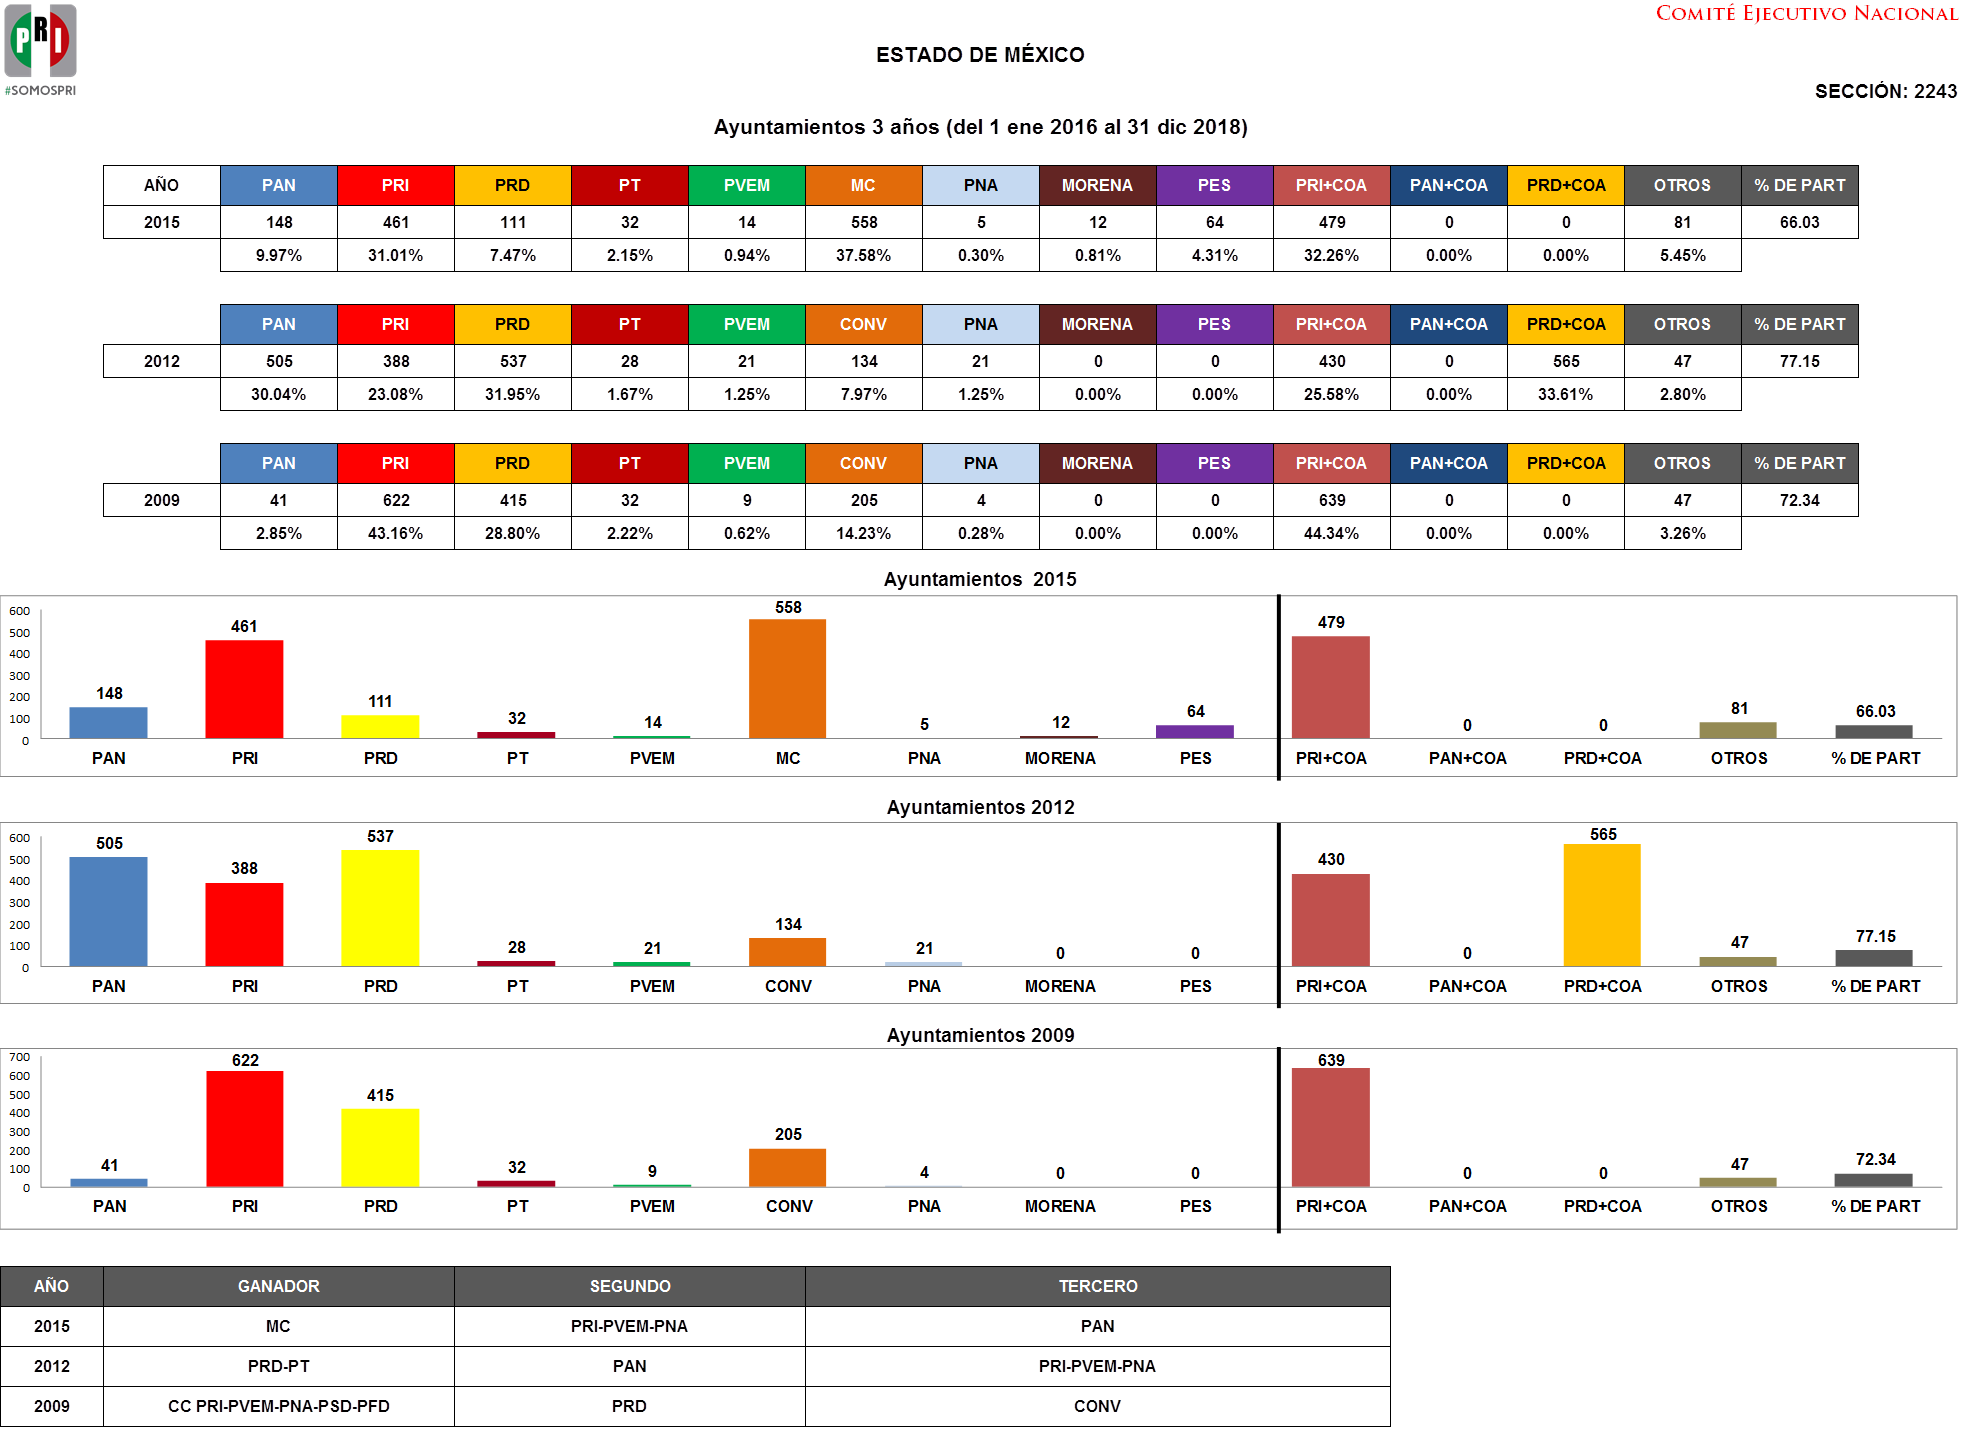 PRI
#SOMOSPRI
COMITÉ EJECUTIVO NACIONAL
ESTADO DE MÉXICO
SECCIÓN: 2243
Ayuntamientos 3 años (del 1 ene 2016 al 31 dic 2018)
AÑO PAN PRI PRD PT PVEM MC PNA MORENA PES PRI+COA PAN+COA PRD+COA OTROS % DE PART
2015 148 461 111 32 14 558 5 12 64 479 0 0 81 66.03
9.97% 31.01% 7.47% 2.15% 0.94% 37.58% 0.30% 0.81% 4.31% 32.26% 0.00% 0.00% 5.45%
PAN PRI PRD PT PVEM CONV PNA MORENA PES PRI+COA PAN+COA PRD+COA OTROS % DE PART
2012 505 388 537 28 21 134 21 0 0 430 0 565 47 77.15
30.04% 23.08% 31.95% 1.67% 1.25% 7.97% 1.25% 0.00% 0.00% 25.58% 0.00% 33.61% 2.80%
PAN PRI PRD PT PVEM CONV PNA MORENA PES PRI+COA PAN+COA PRD+COA OTROS % DE PART
2009 41 622 415 32 9 205 4 0 0 639 0 0 47 72.34
2.85% 43.16% 28.80% 2.22% 0.62% 14.23% 0.28% 0.00% 0.00% 44.34% 0.00% 0.00% 3.26%
Ayuntamientos 2015
600
500
400
300
200
100
0
148 461 111 32 14 558 5 12 64 479 0 0 81 66.03
PAN PRI PRD PT PVEM MC PNA MORENA PES PRI+COA PAN+COA PRD+COA OTROS % DE PART
Ayuntamientos 2012
600
500
400
300
200
100
0
505 388 537 28 21 134 21 0 0 430 0 565 47 77.15
PAN PRI PRD PT PVEM CONV PNA MORENA PES PRI+COA PAN+COA PRD+COA OTROS % DE PART
Ayuntamientos 2009
700
600
500
400
300
200
100
0
41 622 415 32 9 205 4 0 0 639 0 0 47 72.34
PAN PRI PRD PT PVEM CONV PNA MORENA PES PRI+COA PAN+COA PRD+COA OTROS % DE PART
AÑO GANADOR SEGUNDO TERCERO
2015 MC PRI-PVEM-PNA PAN
2012 PRD-PT PAN PRI-PVEM-PNA
2009 CC PRI-PVEM-PNA-PSD-PFD PRD CONV